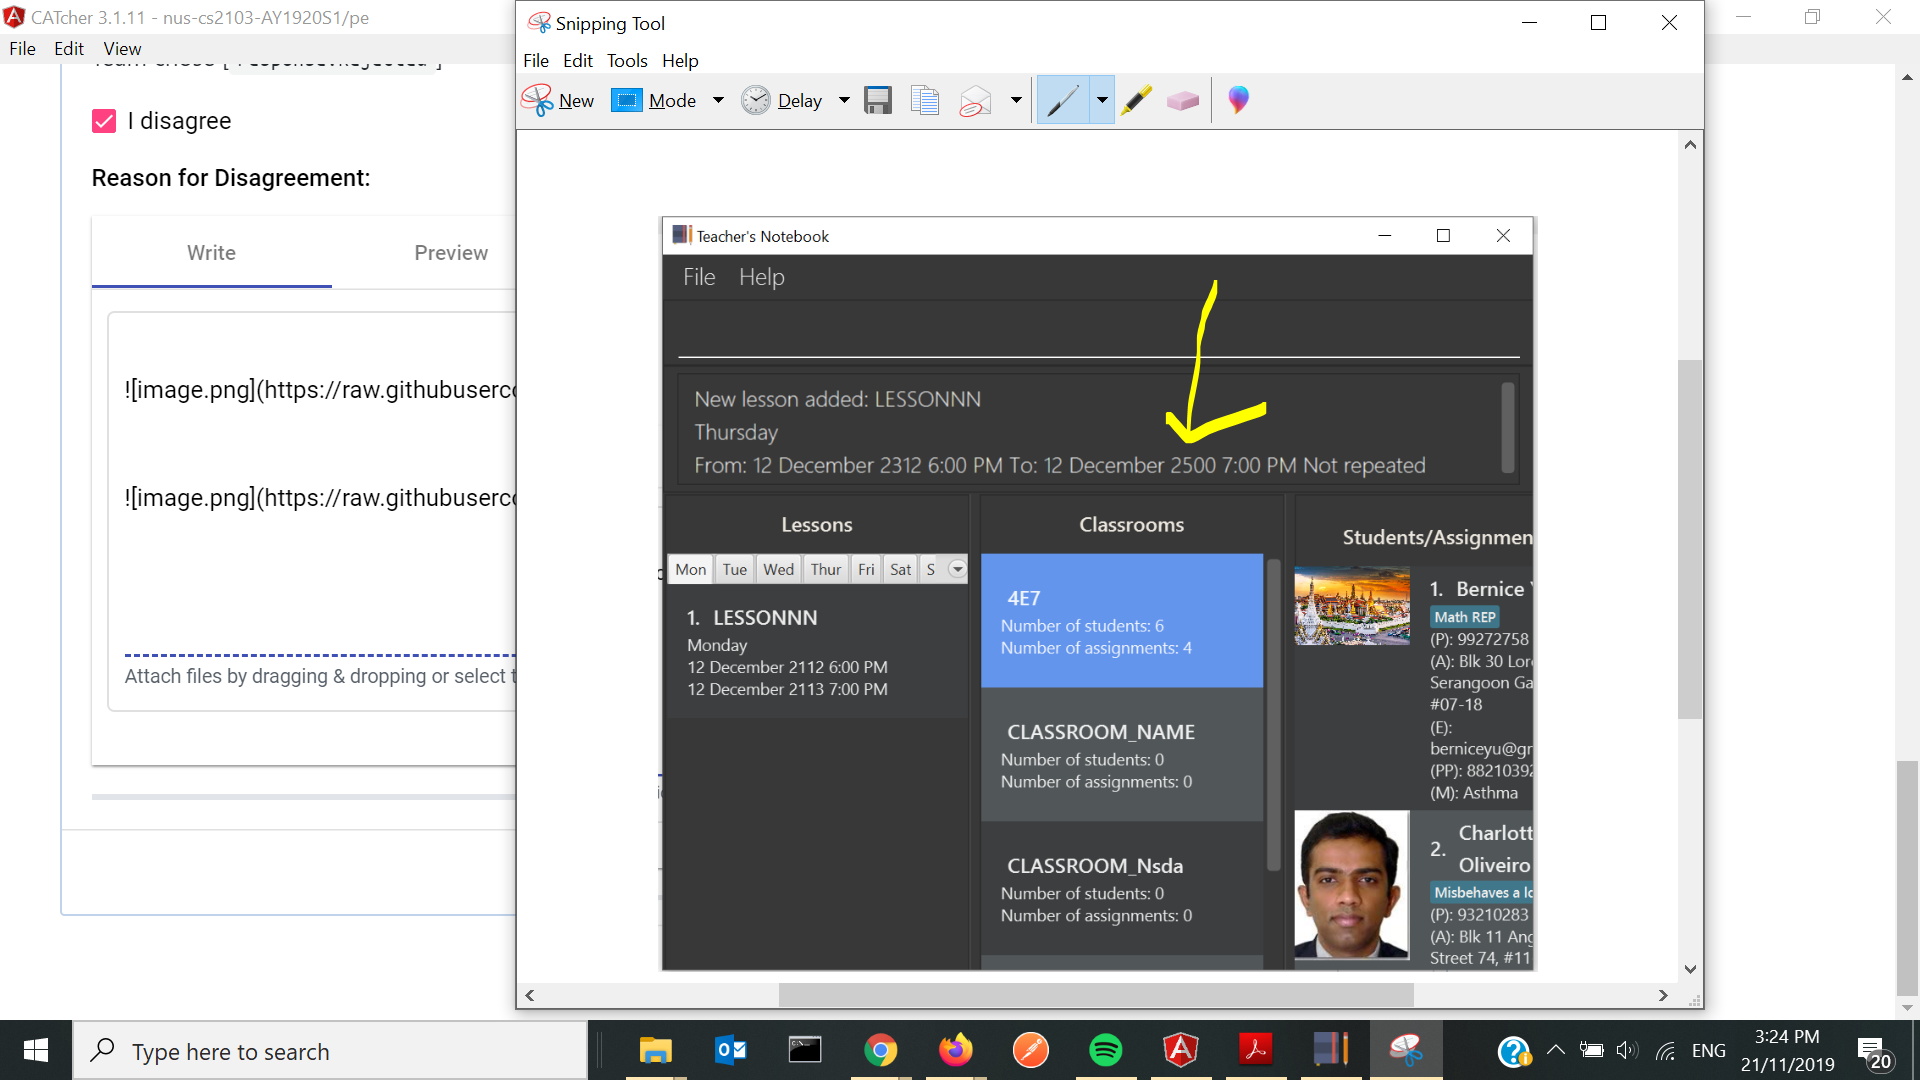 CATcher 3.1.11 - nus-cs2103-AY1920S1/pe
File Edit View
I disagree
Reason for Disagreement:
Write Preview
![image.png](https://raw.githubuserc
![image.png](https://raw.githubuserc
Attach files by dragging & dropping or select
Snipping Tool
File Edit Tools Help
New Mode Delay
Teacher's Notebook
File Help
New lesson added: LESSONNN
Thursday
From: 12 December 2312 6:00 PM To: 12 December 2500 7:00 PM Not repeated
Lessons
Mon Tue Wed Thur Fri Sat S
1. LESSONNN
Monday
12 December 2112 6:00 PM
12 December 2113 7:00 PM
Classrooms
4E7
Number of students: 6
Number of assignments: 4
CLASSROOM_NAME
Number of students: 0
Number of assignments: 0
CLASSROOM_Nsda
Number of students: 0
Number of assignments: 0
Students/Assignmen
1. Bernice
Math REP
(P): 99272758
(A): Blk 30 Lor
Serangoon Ga
#07-18
(E):
berniceyu@gr
(PP): 8821039
(M): Asthma
2. Charlott
Oliveiro
Misbehaves a lo
(P): 93210283
(A): Blk 11 Ang
Street 74, #11
Type here to search
ENG
3:24 PM
21/11/2019
20